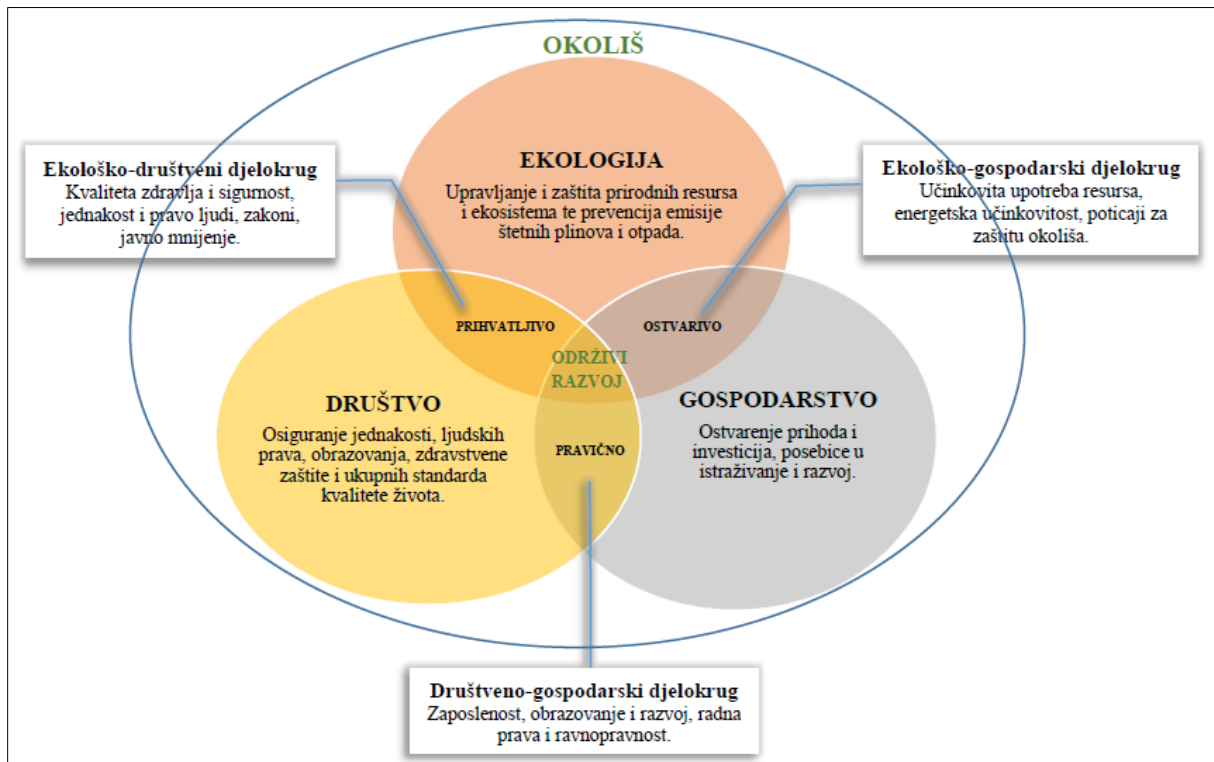 OKOLIŠ
EKOLOGIJA
Upravljanje i zaštita prirodnih resursa
i ekosistema te prevencija emisije
štetnih plinova i otpada.
Ekološko-društveni djelokrug
Kvaliteta zdravlja i sigurnost,
jednakost i pravo ljudi, zakoni,
javno mnijenje.
Ekološko-gospodarski djelokrug
Učinkovita upotreba resursa,
energetska učinkovitost, poticaji za
zaštitu okoliša.
PRIHVATLJIVO
OSTVARIVO
ODRŽIVI
RAZVOJ
DRUŠTVO
Osiguranje jednakosti, ljudskih
prava, obrazovanja, zdravstvene
zaštite i ukupnih standarda
kvalitete života.
PRAVIČNO
GOSPODARSTVO
Ostvarenje prihoda i
investicija, posebice u
istraživanje i razvoj.
Društveno-gospodarski djelokrug
Zaposlenost, obrazovanje i razvoj, radna
prava i ravnopravnost.